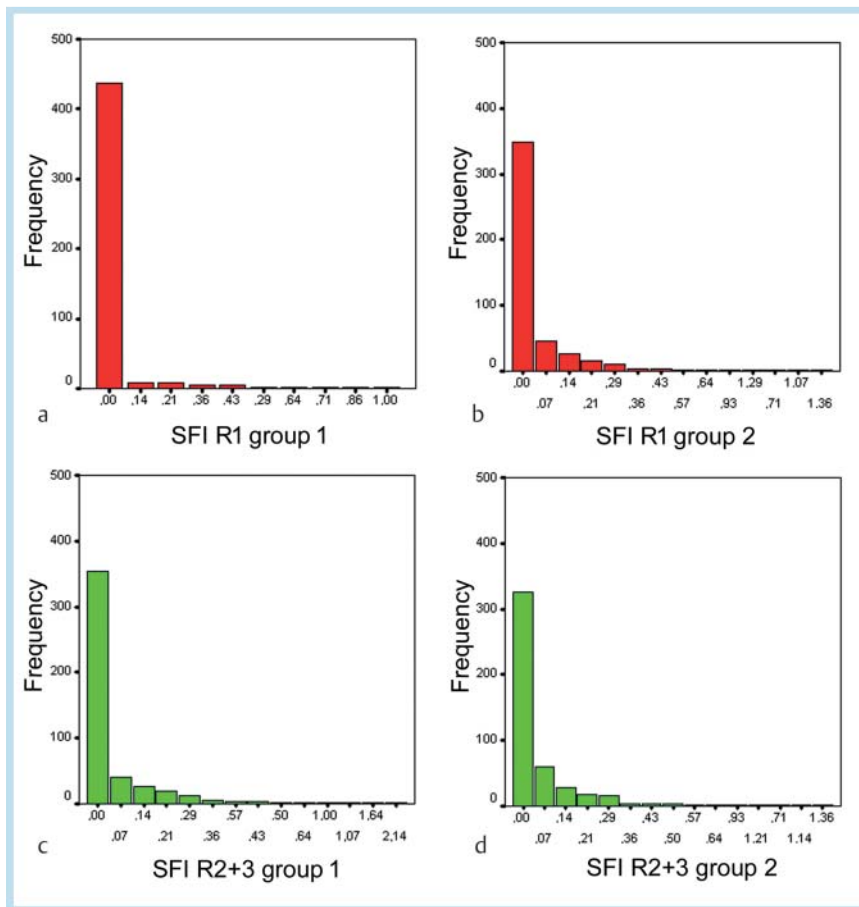 500
400
300
200
100
0
Frequency
,00 ,14 ,21 ,36 ,43 ,29 ,64 ,71 ,86 1,00
a
SFI R1 group 1
500
400
300
200
100
0
Frequency
,00 ,14 ,29 ,43 ,64 1.29 1.07
,07 ,21 ,36 ,57 ,93 ,71 1.36
b
SFI R1 group 2
500
400
300
200
100
0
Frequency
,00 ,14 ,29 ,57 ,50 1,00 1,64
,07 ,21 ,36 ,43 ,64 1,07 2,14
c
SFI R2+3 group 1
500
400
300
200
100
0
Frequency
,00 ,14 ,29 ,43 ,57 ,93 ,71 1.36
,07 ,21 ,36 ,50 ,64 1.21 1.14
d
SFI R2+3 group 2